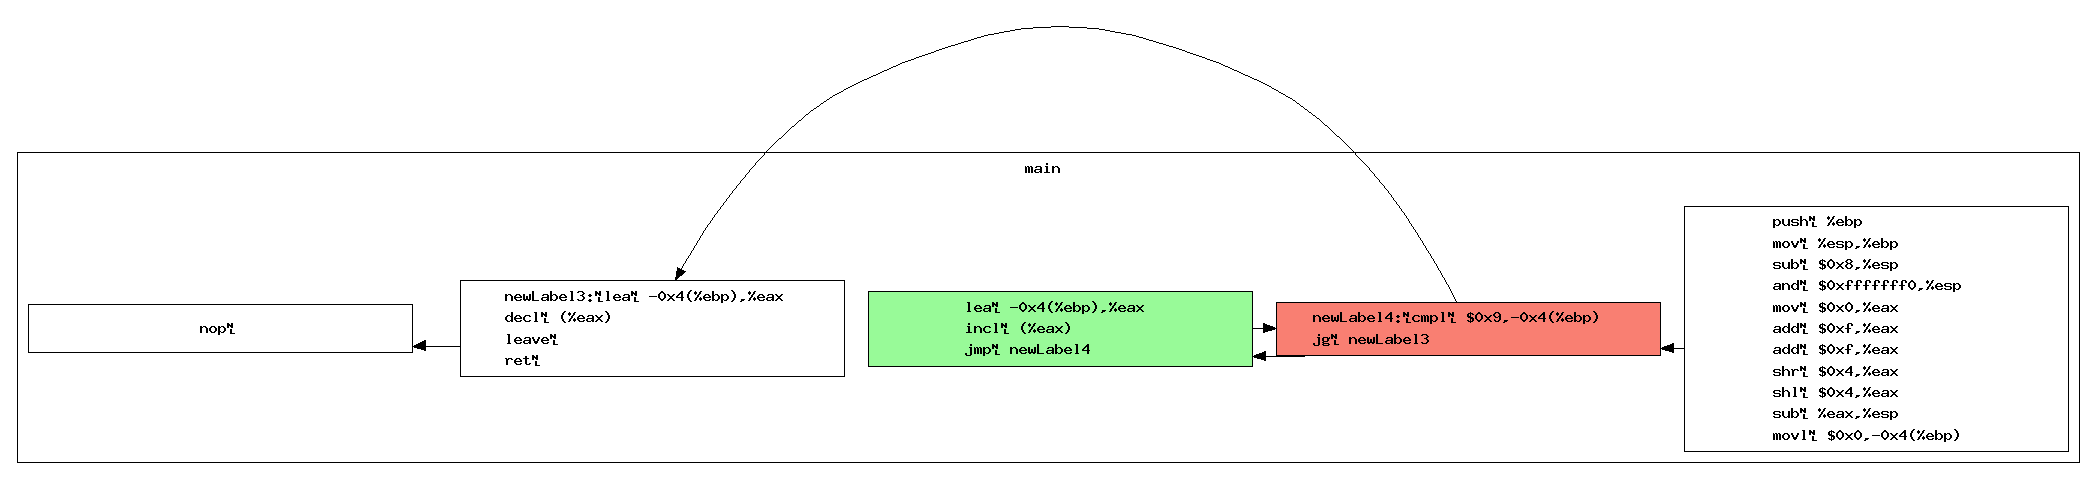 main
nop␤
newLabel3:␤lea␤ -0x4(%ebp),%eax
decl␤ (%eax)
leave␤
ret␤
lea␤ -0x4(%ebp),%eax
incl␤ (%eax)
jmp␤ newLabel4
newLabel4:␤cmpl␤ $0x9,-0x4(%ebp)
jg␤ newLabel3
push␤ %ebp
mov␤ %esp,%ebp
sub␤ $0x8,%esp
and␤ $0xfffffff0,%esp
mov␤ $0x0,%eax
add␤ $0xf,%eax
add␤ $0xf,%eax
shr␤ $0x4,%eax
shl␤ $0x4,%eax
sub␤ %eax,%esp
movl␤ $0x0,-0x4(%ebp)